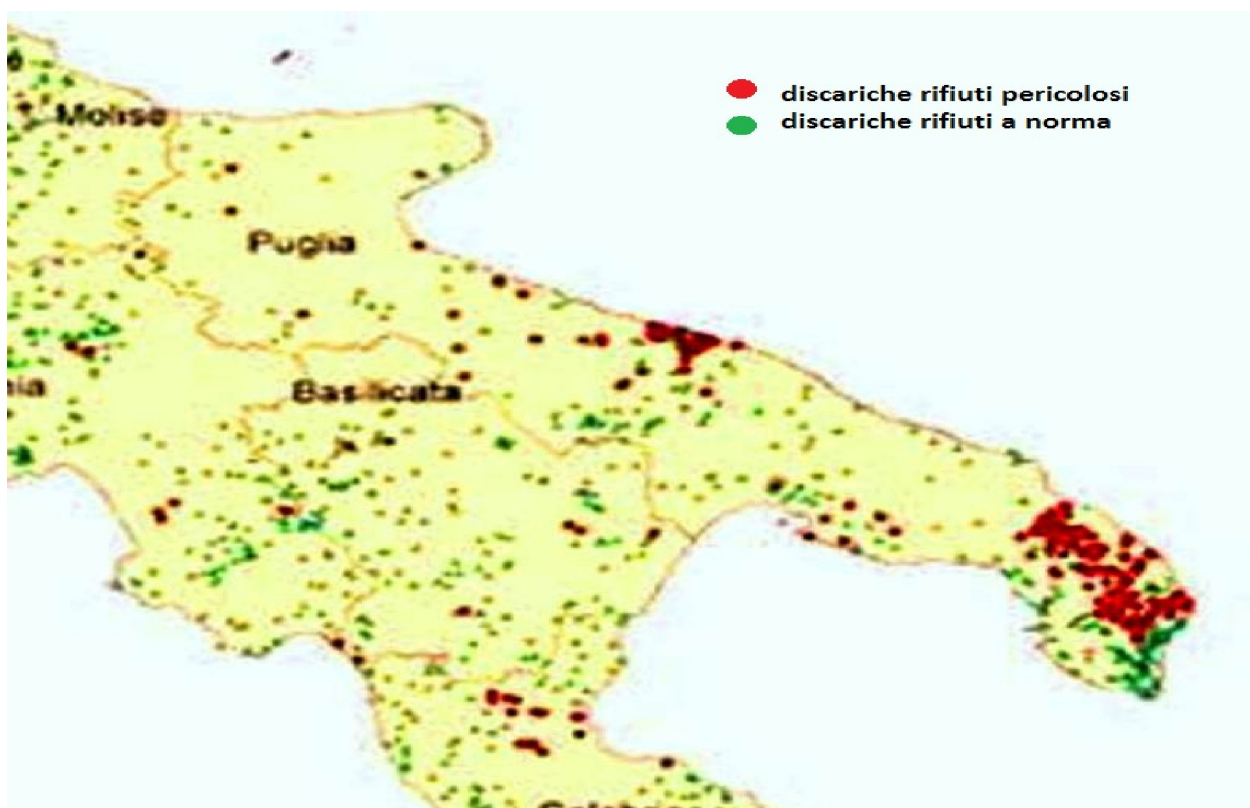 discariche rifiuti pericolosi
discariche rifiuti a norma
Molise
Puglia
Basilicata